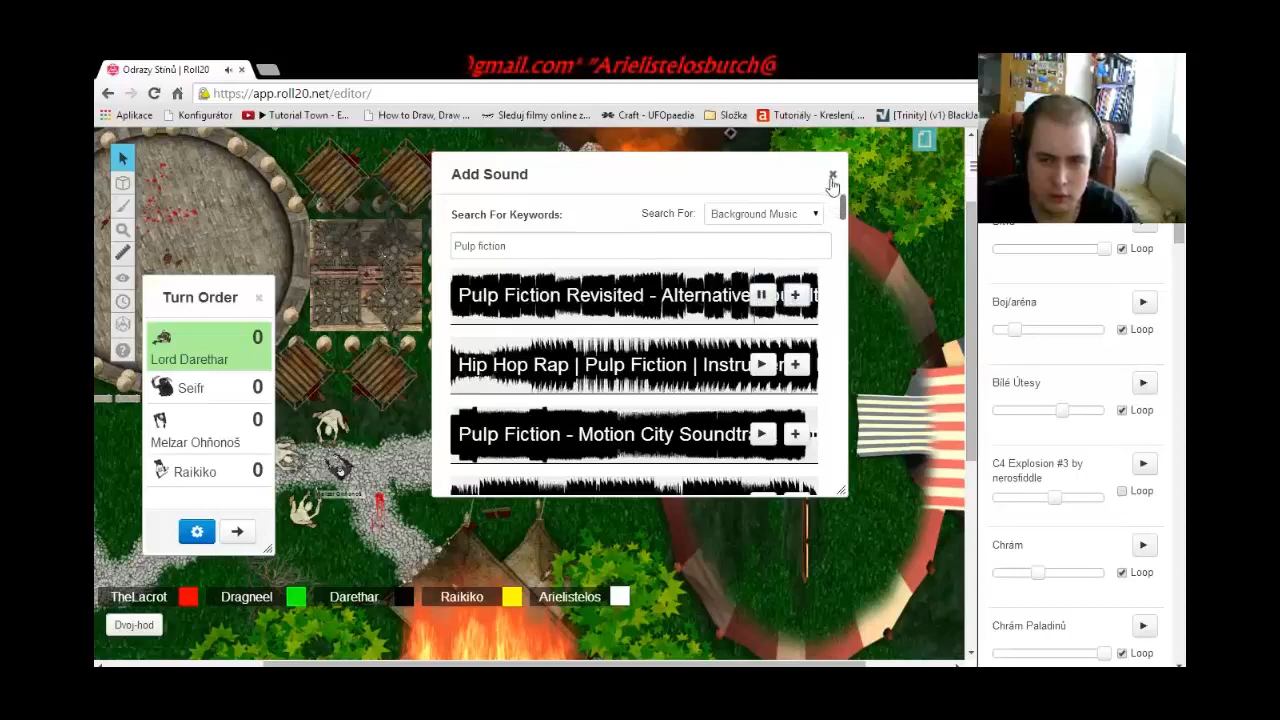 )gmail.com* "Arielistelosbutch@
Odrazy Stínů | Roll20
https://app.roll20.net/editor/
Aplikace
Konfigurátor
Tutorial Town - E...
How to Draw, Draw ...
Sleduj filmy online z...
Craft - UFOpaedia
Složka
Tutoriály - Kreslení, ...
[Trinity] (v1) BlackJa
Add Sound
Search For Keywords:
Search For:
Background Music
Pulp fiction
Pulp Fiction Revisited - Alternative
Hip Hop Rap | Pulp Fiction | Instru
Pulp Fiction - Motion City Soundtra
Turn Order
Lord Darethar
0
Seifr
0
Melzar Ohňonoš
0
Raikiko
0
TheLacrot
Dragneel
Darethar
Raikiko
Arielistelos
Dvoj-hod
Loop
Boj/aréna
Loop
Bílé Útesy
Loop
C4 Explosion #3 by
nerosfiddle
Loop
Chrám
Loop
Chrám Paladinů
Loop